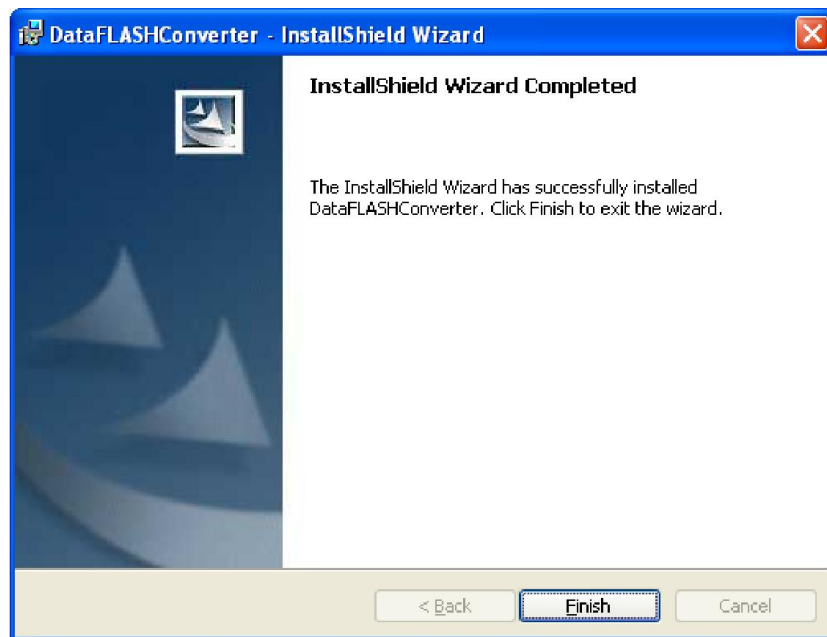 DataFLASHConverter - InstallShield Wizard
InstallShield Wizard Completed
The InstallShield Wizard has successfully installed
DataFLASHConverter. Click Finish to exit the wizard.
< Back
Finish
Cancel